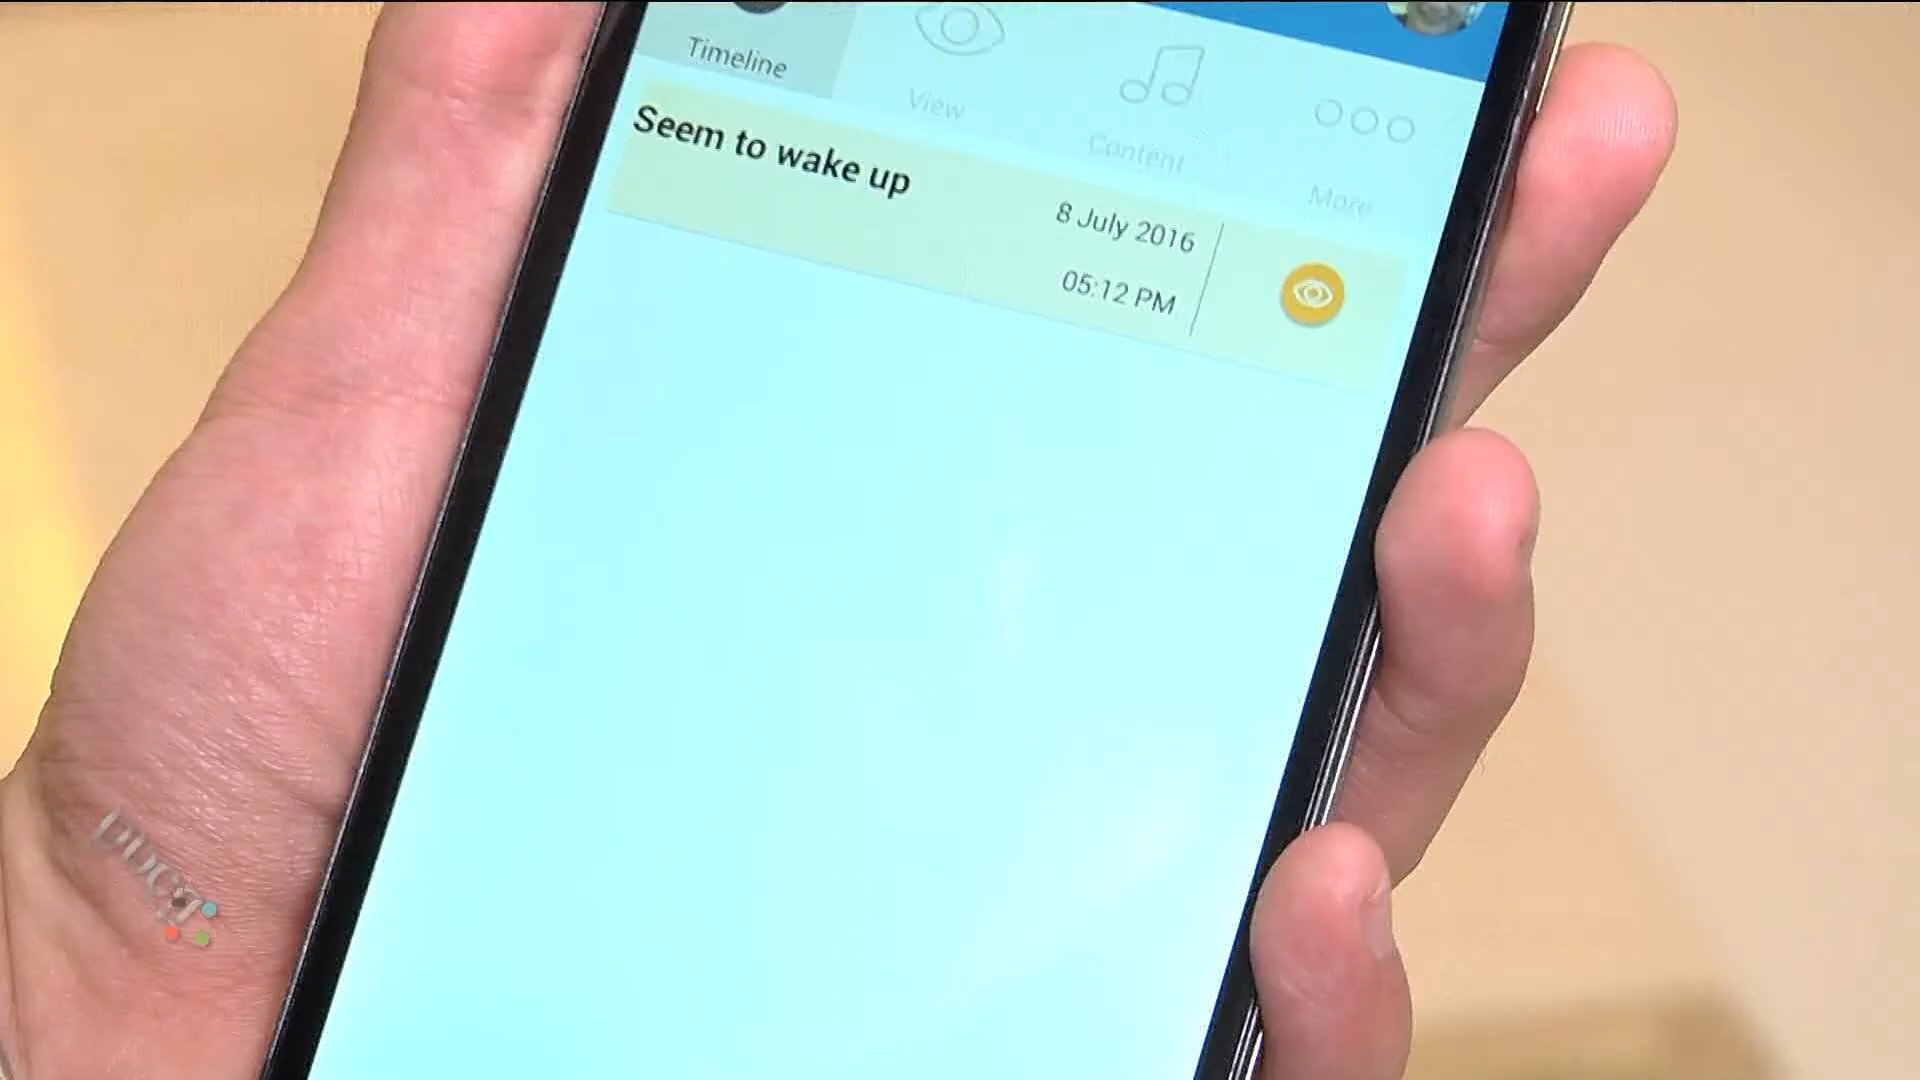 Timeline
View
Content
More
Seem to wake up
8 July 2016
05:12 PM